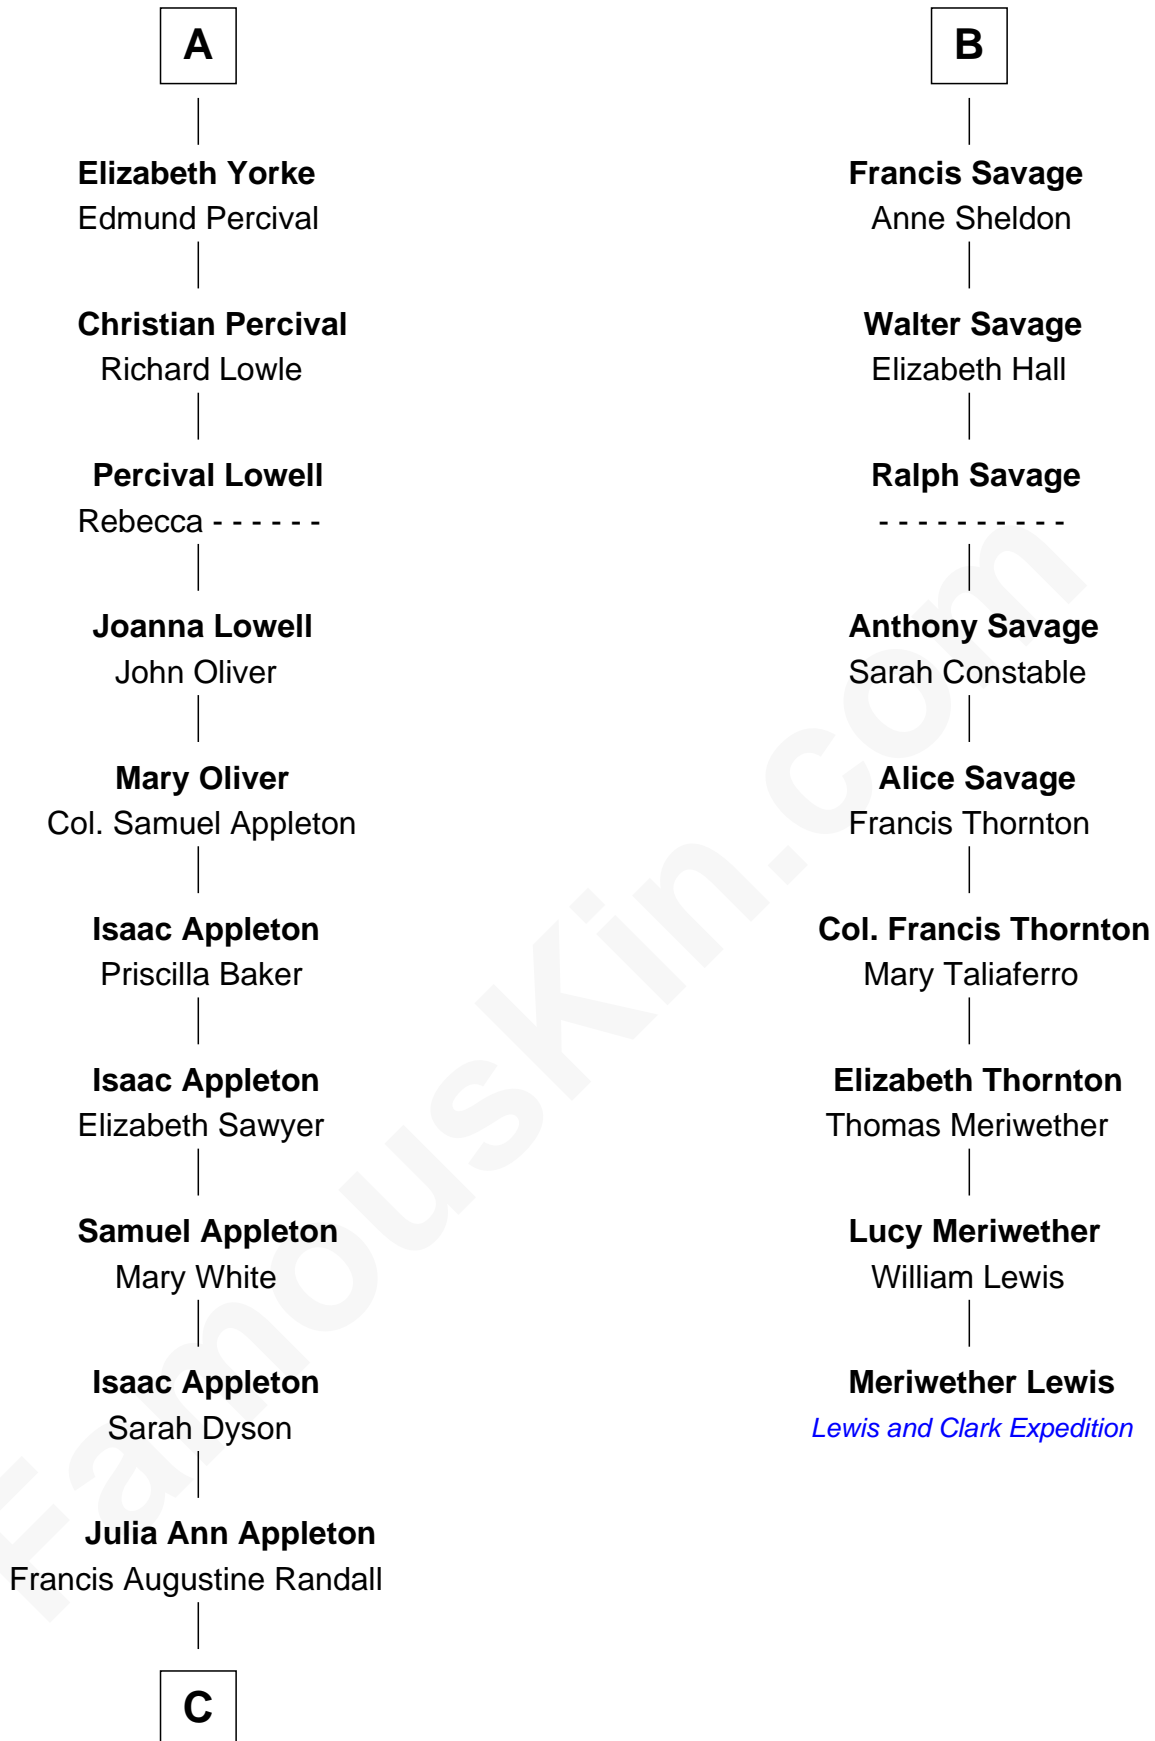 A
Elizabeth Yorke
Edmund Percival
Christian Percival
Richard Lowle
Percival Lowell
Rebecca - - - - - -
Joanna Lowell
John Oliver
Mary Oliver
Col. Samuel Appleton
Isaac Appleton
Priscilla Baker
Isaac Appleton
Elizabeth Sawyer
Samuel Appleton
Mary White
Isaac Appleton
Sarah Dyson
Julia Ann Appleton
Francis Augustine Randall
C
B
Francis Savage
Anne Sheldon
Walter Savage
Elizabeth Hall
Ralph Savage
- - - - - - - - - -
Anthony Savage
Sarah Constable
Alice Savage
Francis Thornton
Col. Francis Thornton
Mary Taliaferro
Elizabeth Thornton
Thomas Meriwether
Lucy Meriwether
William Lewis
Meriwether Lewis
Lewis and Clark Expedition
FamousKin.com